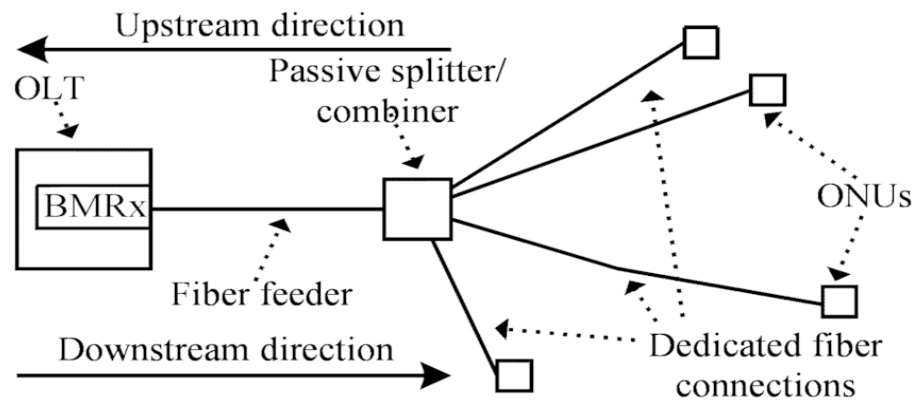 Upstream direction
OLT
Passive splitter/
combiner
BMRx
ONUs
Fiber feeder
Downstream direction
Dedicated fiber
connections